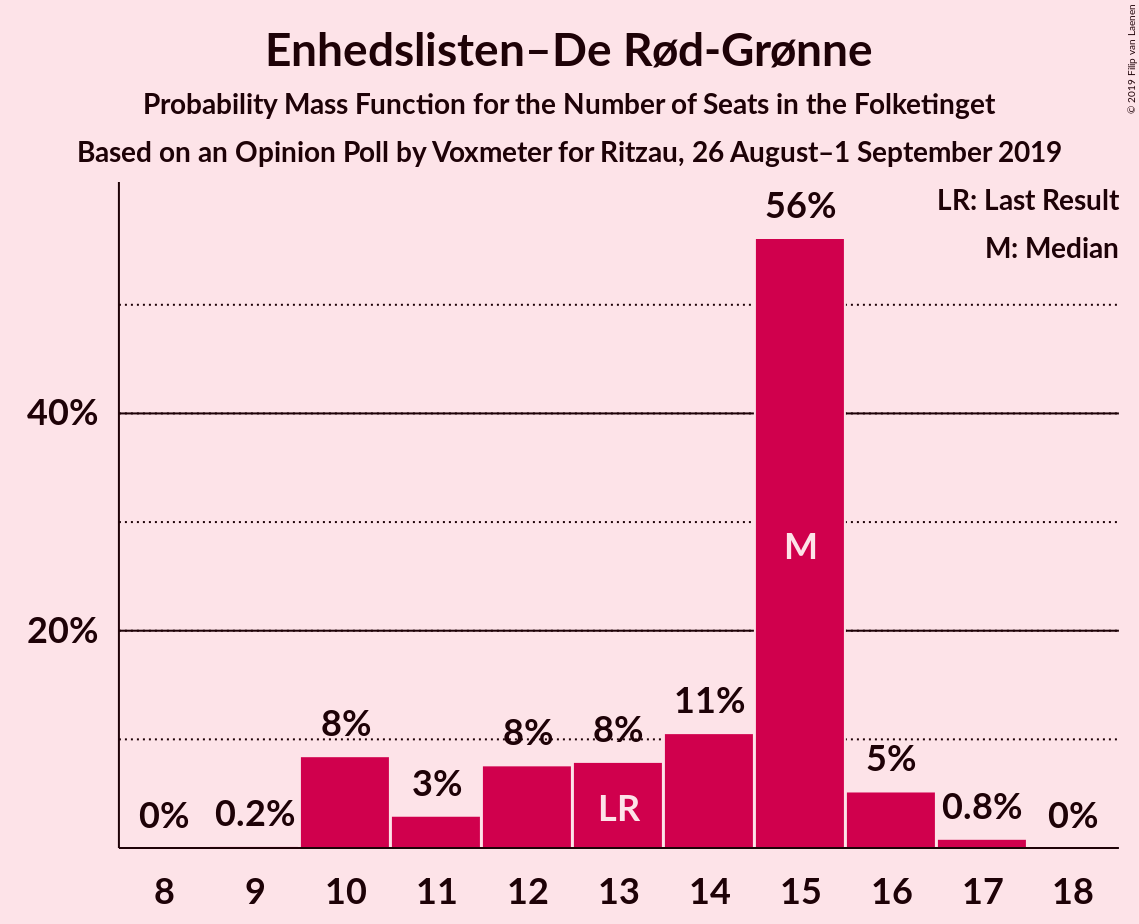 Enhedslisten–De Rød-Grønne
Probability Mass Function for the Number of Seats in the Folketinget
Based on an Opinion Poll by Voxmeter for Ritzau, 26 August–1 September 2019
© 2019 Filip van Laenen
LR: Last Result
M: Median
56%
40%
M
20%
11%
8%
8%
8%
5%
3%
0.8%
0.2%
0%
0%
LR
8 9 10 11 12 13 14 15 16 17 18